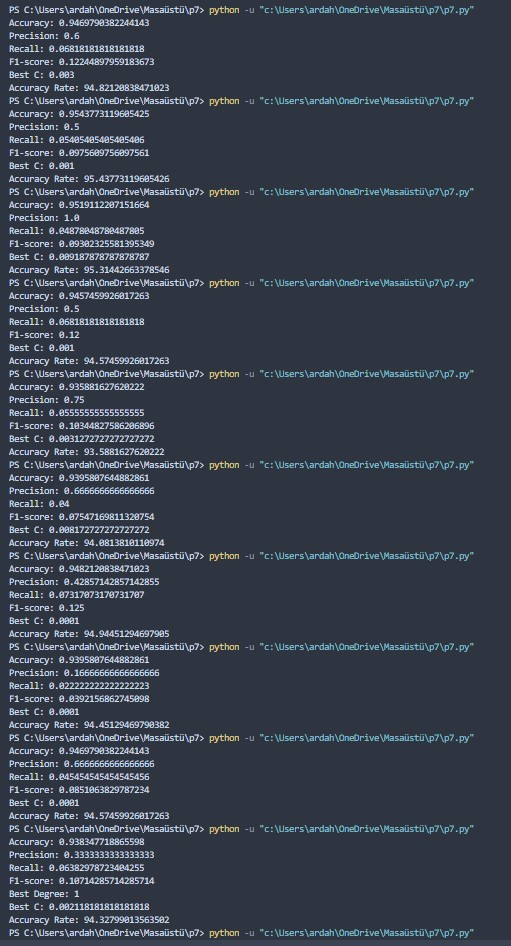 PS C:\Users\ardah\OneDrive\Masaüstü\p7> python -u "c:\Users\ardah\OneDrive\Masaüstü\p7\p7.py"
Accuracy: 0.9469790382244143
Precision: 0.6
Recall: 0.06818181818181818
F1-score: 0.12244897959183673
Best C: 0.003
Accuracy Rate: 94.82120838471023
PS C:\Users\ardah\OneDrive\Masaüstü\p7> python -u "c:\Users\ardah\OneDrive\Masaüstü\p7\p7.py"
Accuracy: 0.9543773119605425
Precision: 0.5
Recall: 0.05405405405405406
F1-score: 0.0975609756097561
Best C: 0.001
Accuracy Rate: 95.43773119605426
PS C:\Users\ardah\OneDrive\Masaüstü\p7> python -u "c:\Users\ardah\OneDrive\Masaüstü\p7\p7.py"
Accuracy: 0.9519112207151664
Precision: 1.0
Recall: 0.04878048780487805
F1-score: 0.09302325581395349
Best C: 0.009187878787878787
Accuracy Rate: 95.31442663378546
PS C:\Users\ardah\OneDrive\Masaüstü\p7> python -u "c:\Users\ardah\OneDrive\Masaüstü\p7\p7.py"
Accuracy: 0.9457459926017263
Precision: 0.5
Recall: 0.06818181818181818
F1-score: 0.12
Best C: 0.001
Accuracy Rate: 94.57459926017263
PS C:\Users\ardah\OneDrive\Masaüstü\p7> python -u "c:\Users\ardah\OneDrive\Masaüstü\p7\p7.py"
Accuracy: 0.935881627620222
Precision: 0.75
Recall: 0.05555555555555555
F1-score: 0.10344827586206896
Best C: 0.0031272727272727272
Accuracy Rate: 93.5881627620222
PS C:\Users\ardah\OneDrive\Masaüstü\p7> python -u "c:\Users\ardah\OneDrive\Masaüstü\p7\p7.py"
Accuracy: 0.9395807644882861
Precision: 0.6666666666666666
Recall: 0.04
F1-score: 0.07547169811320754
Best C: 0.008172727272727272
Accuracy Rate: 94.0813810110974
PS C:\Users\ardah\OneDrive\Masaüstü\p7> python -u "c:\Users\ardah\OneDrive\Masaüstü\p7\p7.py"
Accuracy: 0.9482120838471023
Precision: 0.42857142857142855
Recall: 0.07317073170731707
F1-score: 0.125
Best C: 0.0001
Accuracy Rate: 94.94451294697905
PS C:\Users\ardah\OneDrive\Masaüstü\p7> python -u "c:\Users\ardah\OneDrive\Masaüstü\p7\p7.py"
Accuracy: 0.9395807644882861
Precision: 0.16666666666666666
Recall: 0.022222222222222223
F1-score: 0.0392156862745098
Best C: 0.0001
Accuracy Rate: 94.45129469790382
PS C:\Users\ardah\OneDrive\Masaüstü\p7> python -u "c:\Users\ardah\OneDrive\Masaüstü\p7\p7.py"
Accuracy: 0.9469790382244143
Precision: 0.6666666666666666
Recall: 0.045454545454545456
F1-score: 0.0851063829787234
Best C: 0.0001
Accuracy Rate: 94.57459926017263
PS C:\Users\ardah\OneDrive\Masaüstü\p7> python -u "c:\Users\ardah\OneDrive\Masaüstü\p7\p7.py"
Accuracy: 0.938347718865598
Precision: 0.3333333333333333
Recall: 0.06382978723404255
F1-score: 0.10714285714285714
Best Degree: 1
Best C: 0.002118181818181818
Accuracy Rate: 94.32799013563502
PS C:\Users\ardah\OneDrive\Masaüstü\p7> python -u "c:\Users\ardah\OneDrive\Masaüstü\p7\p7.py"